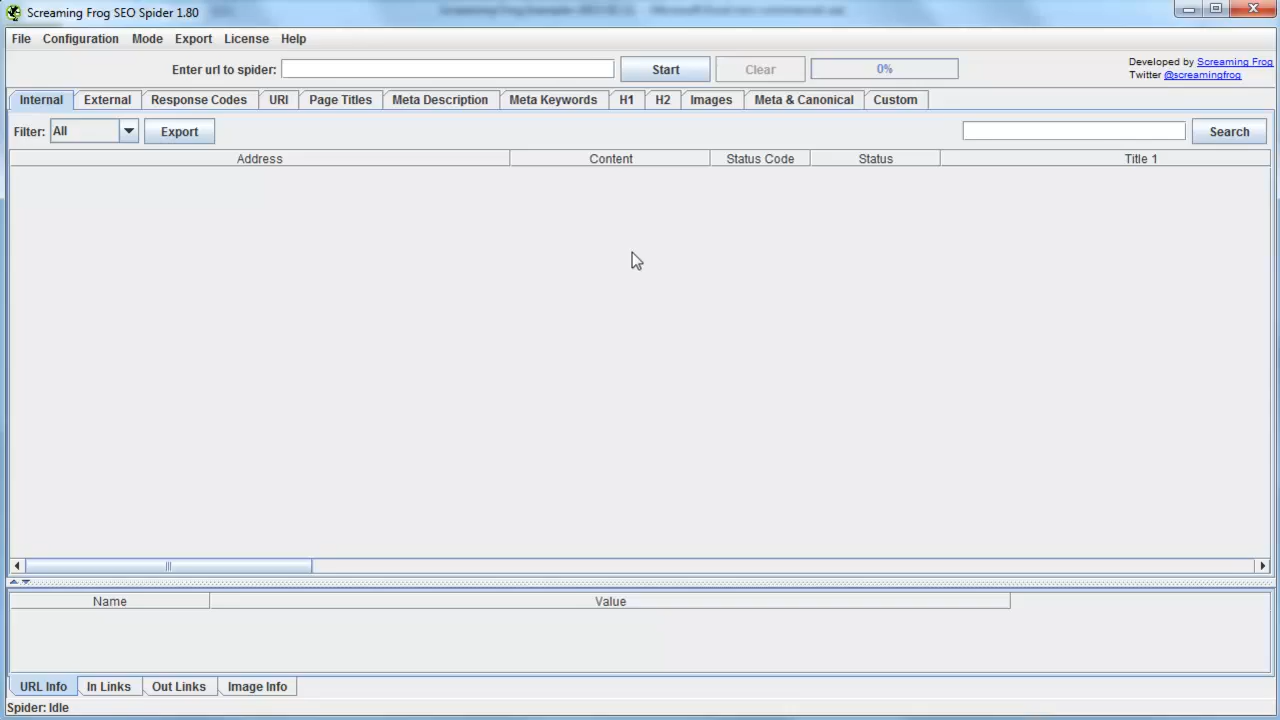 Screaming Frog SEO Spider 1.80
File Configuration Mode Export License Help
Enter url to spider: Start Clear 0%
Developed by Screaming Frog
Twitter @screamingfrog
Internal External Response Codes URI Page Titles Meta Description Meta Keywords H1 H2 Images Meta & Canonical Custom
Filter: All Export Search
Address Content Status Code Status Title 1
Name Value
URL Info In Links Out Links Image Info
Spider: Idle